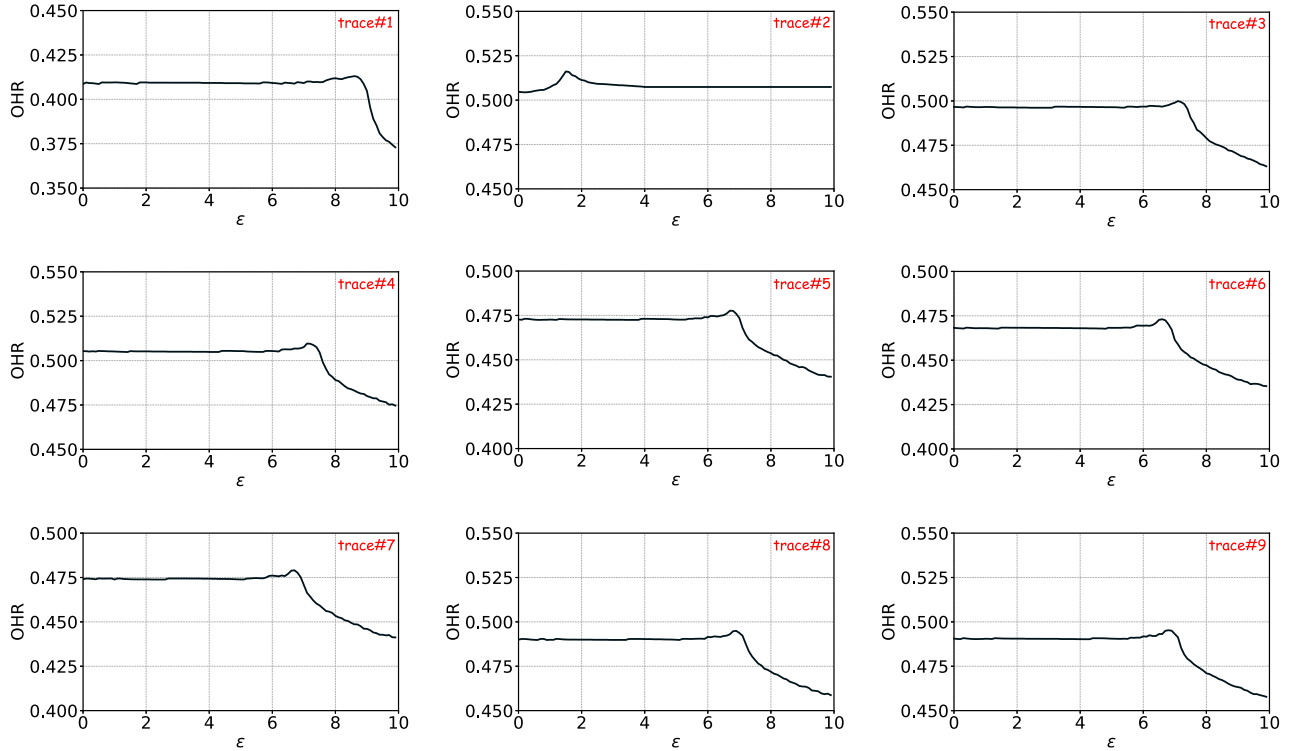 trace#1
OHR
0.450
0.425
0.400
0.375
0.350
0 2 4 6 8 10
ε
trace#2
OHR
0.550
0.525
0.500
0.475
0.450
0 2 4 6 8 10
ε
trace#3
OHR
0.550
0.525
0.500
0.475
0.450
0 2 4 6 8 10
ε
trace#4
OHR
0.550
0.525
0.500
0.475
0.450
0 2 4 6 8 10
ε
trace#5
OHR
0.500
0.475
0.450
0.425
0.400
0 2 4 6 8 10
ε
trace#6
OHR
0.500
0.475
0.450
0.425
0.400
0 2 4 6 8 10
ε
trace#7
OHR
0.500
0.475
0.450
0.425
0.400
0 2 4 6 8 10
ε
trace#8
OHR
0.550
0.525
0.500
0.475
0.450
0 2 4 6 8 10
ε
trace#9
OHR
0.550
0.525
0.500
0.475
0.450
0 2 4 6 8 10
ε